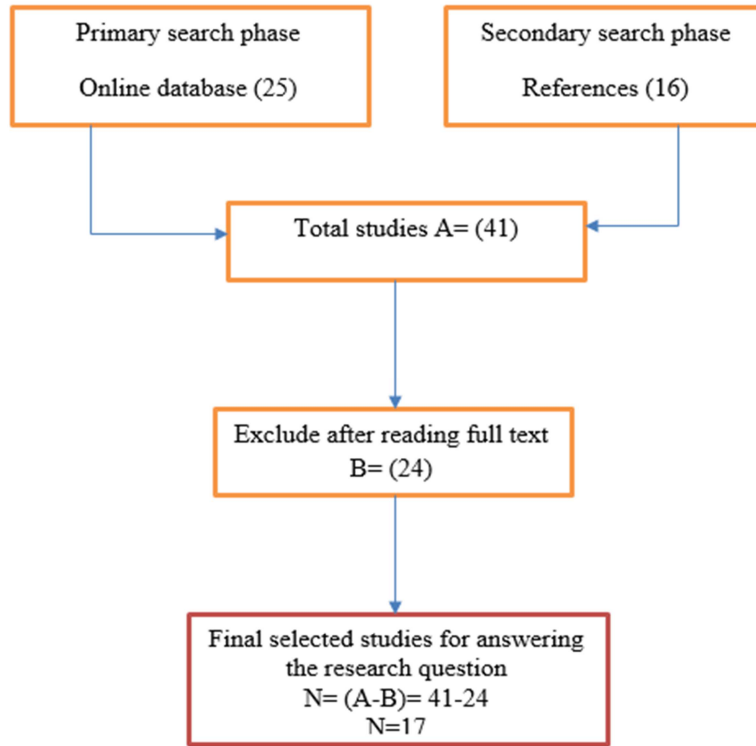 Primary search phase
Online database (25)
Secondary search phase
References (16)
Total studies A= (41)
Exclude after reading full text
B= (24)
Final selected studies for answering
the research question
N= (A-B)= 41-24
N=17